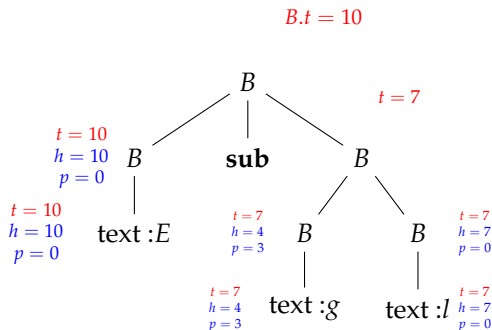 B.t = 10
B
t = 7
t = 10
h = 10
p = 0
B
sub
B
t = 10
h = 10
p = 0
text :E
t = 7
h = 4
p = 3
B
B
t = 7
h = 7
p = 0
t = 7
h = 4
p = 3
text :g
text :l
t = 7
h = 7
p = 0